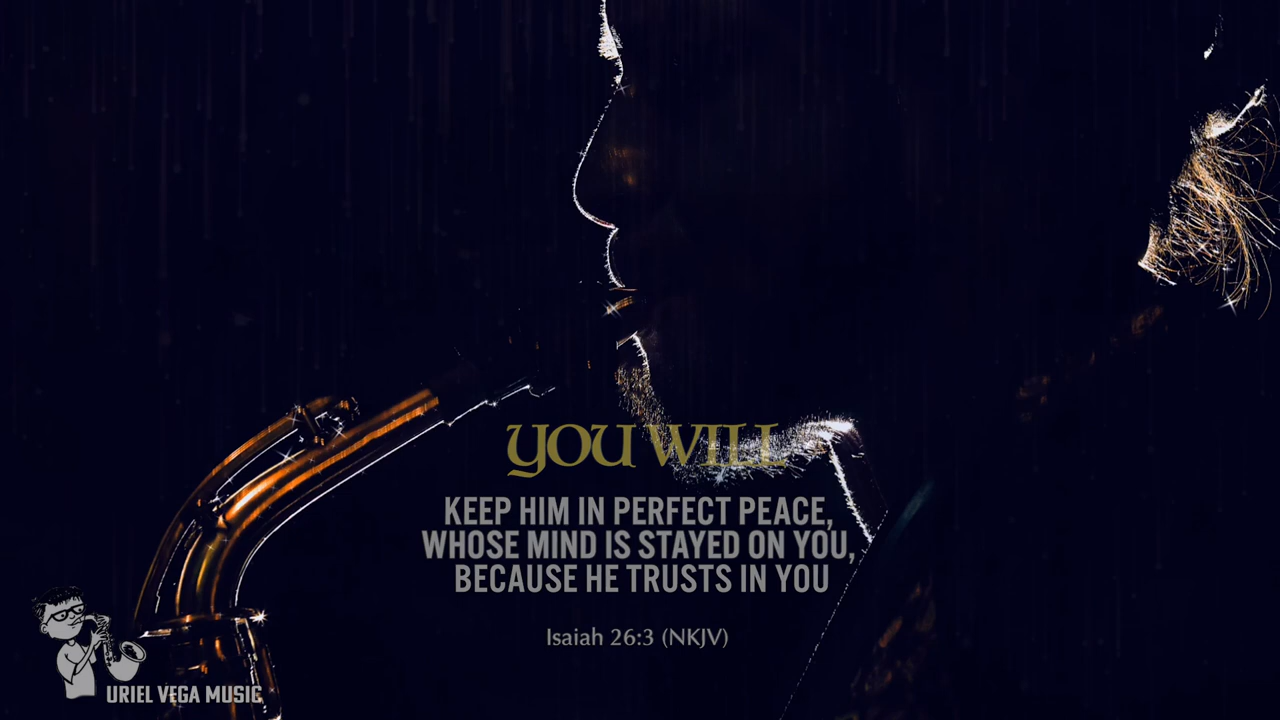 YOU WILL
KEEP HIM IN PERFECT PEACE,
WHOSE MIND IS STAYED ON YOU,
BECAUSE HE TRUSTS IN YOU
Isaiah 26:3 (NKJV)
URIEL VEGA MUSIC